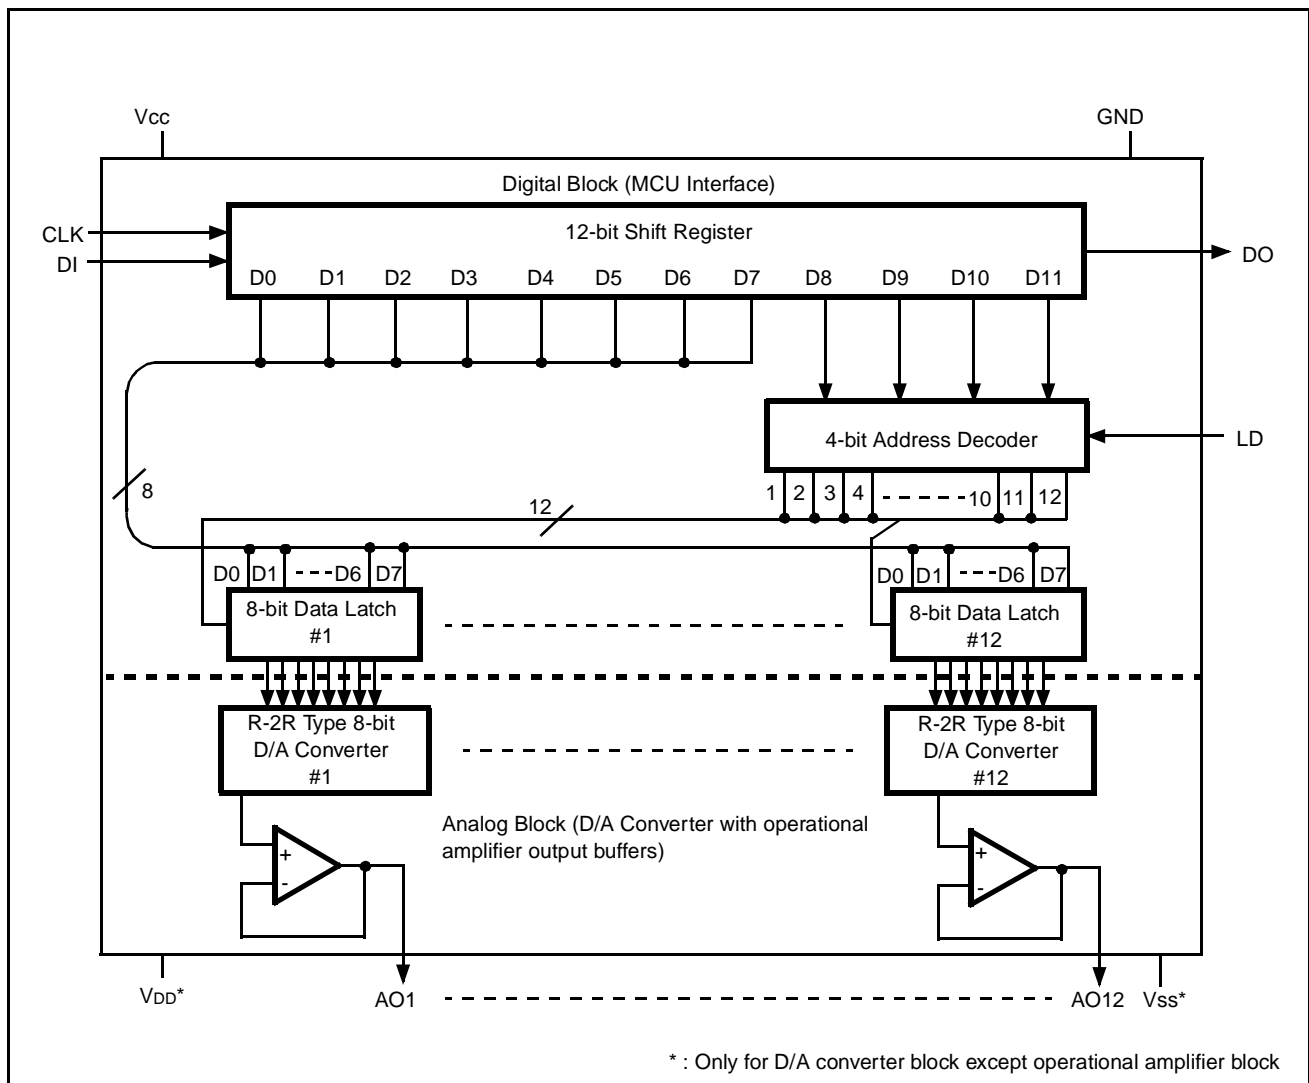 Vcc
GND
Digital Block (MCU Interface)
12-bit Shift Register
CLK
DI
DO
D0 D1 D2 D3 D4 D5 D6 D7 D8 D9 D10 D11
4-bit Address Decoder
LD
8
1 2 3 4 10 11 12
12
D0 D1 D6 D7
D0 D1 D6 D7
8-bit Data Latch
#1
8-bit Data Latch
#12
R-2R Type 8-bit
D/A Converter
#1
R-2R Type 8-bit
D/A Converter
#12
Analog Block (D/A Converter with operational
amplifier output buffers)
+
-
+
-
VDD*
AO1
AO12
Vss*
* : Only for D/A converter block except operational amplifier block